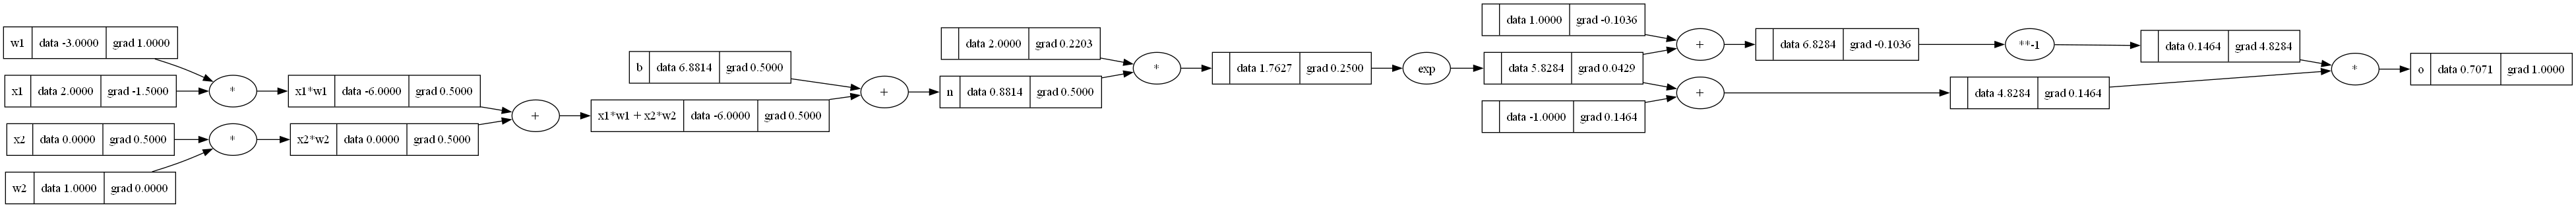 w1 data -3.0000 grad 1.0000
x1 data 2.0000 grad -1.5000
x2 data 0.0000 grad 0.5000
w2 data 1.0000 grad 0.0000
*
*
x1*w1 data -6.0000 grad 0.5000
x2*w2 data 0.0000 grad 0.5000
+
b data 6.8814 grad 0.5000
x1*w1 + x2*w2 data -6.0000 grad 0.5000
+
data 2.0000 grad 0.2203
n data 0.8814 grad 0.5000
*
data 1.7627 grad 0.2500
exp
data 1.0000 grad -0.1036
data 5.8284 grad 0.0429
data -1.0000 grad 0.1464
+
+
data 6.8284 grad -0.1036
data 4.8284 grad 0.1464
**-1
data 0.1464 grad 4.8284
*
o data 0.7071 grad 1.0000